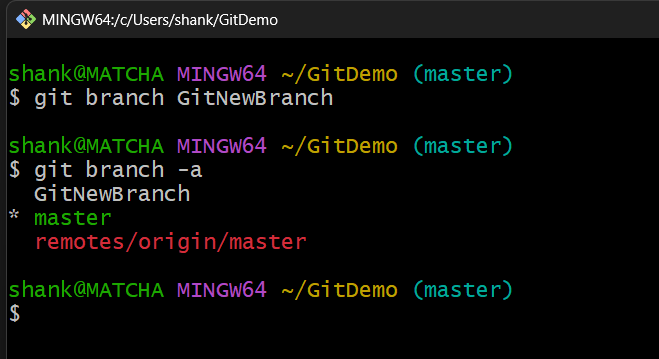 MINGW64:/c/Users/shank/GitDemo
shank@MATCHA MINGW64 ~/GitDemo (master)
$ git branch GitNewBranch
shank@MATCHA MINGW64 ~/GitDemo (master)
$ git branch -a
  GitNewBranch
* master
  remotes/origin/master
shank@MATCHA MINGW64 ~/GitDemo (master)
$